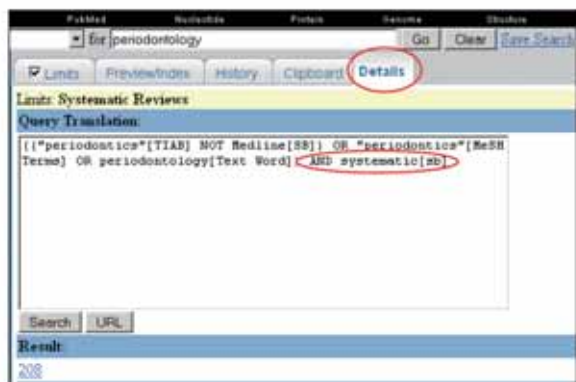 PubMed Nucleotide Protein Genome Structure
for periodontology Go Clear Save Search
Limits Preview/Index History Clipboard Details
Limits: Systematic Reviews
Query Translation:
(("periodontics"[TIAB] NOT Medline[SB]) OR "periodontics"[MeSH
Terms] OR periodontology[Text Word]) AND systematic[sb]
Search URL
Result:
208